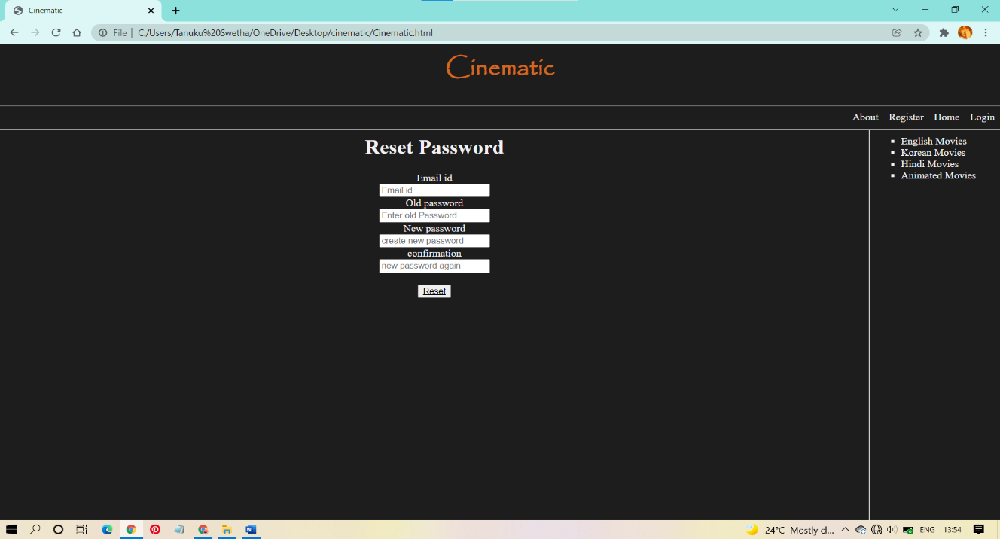 Cinematic
File | C:/Users/Tanuku%20Swetha/OneDrive/Desktop/cinematic/Cinematic.html
Cinematic
About Register Home Login
Reset Password
Email id
Email id
Old password
Enter old Password
New password
create new password
confirmation
new password again
Reset
English Movies
Korean Movies
Hindi Movies
Animated Movies
24°C Mostly cl... ENG 13:54